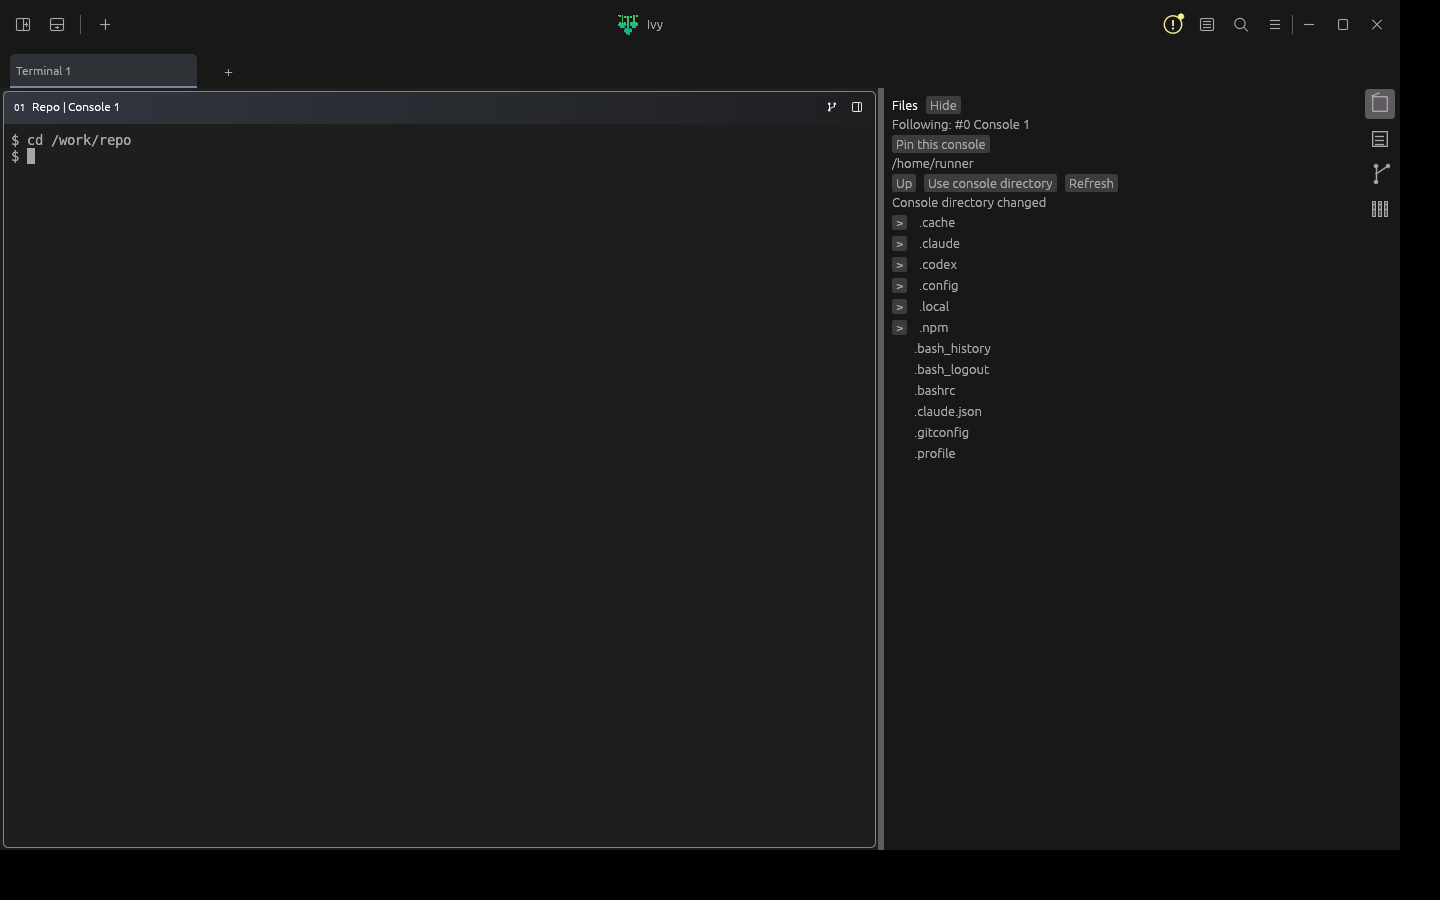 Ivy
Terminal 1
+
01 Repo | Console 1
$ cd /work/repo
$
Files Hide
Following: #0 Console 1
Pin this console
/home/runner
Up Use console directory Refresh
Console directory changed
> .cache
> .claude
> .codex
> .config
> .local
> .npm
.bash_history
.bash_logout
.bashrc
.claude.json
.gitconfig
.profile